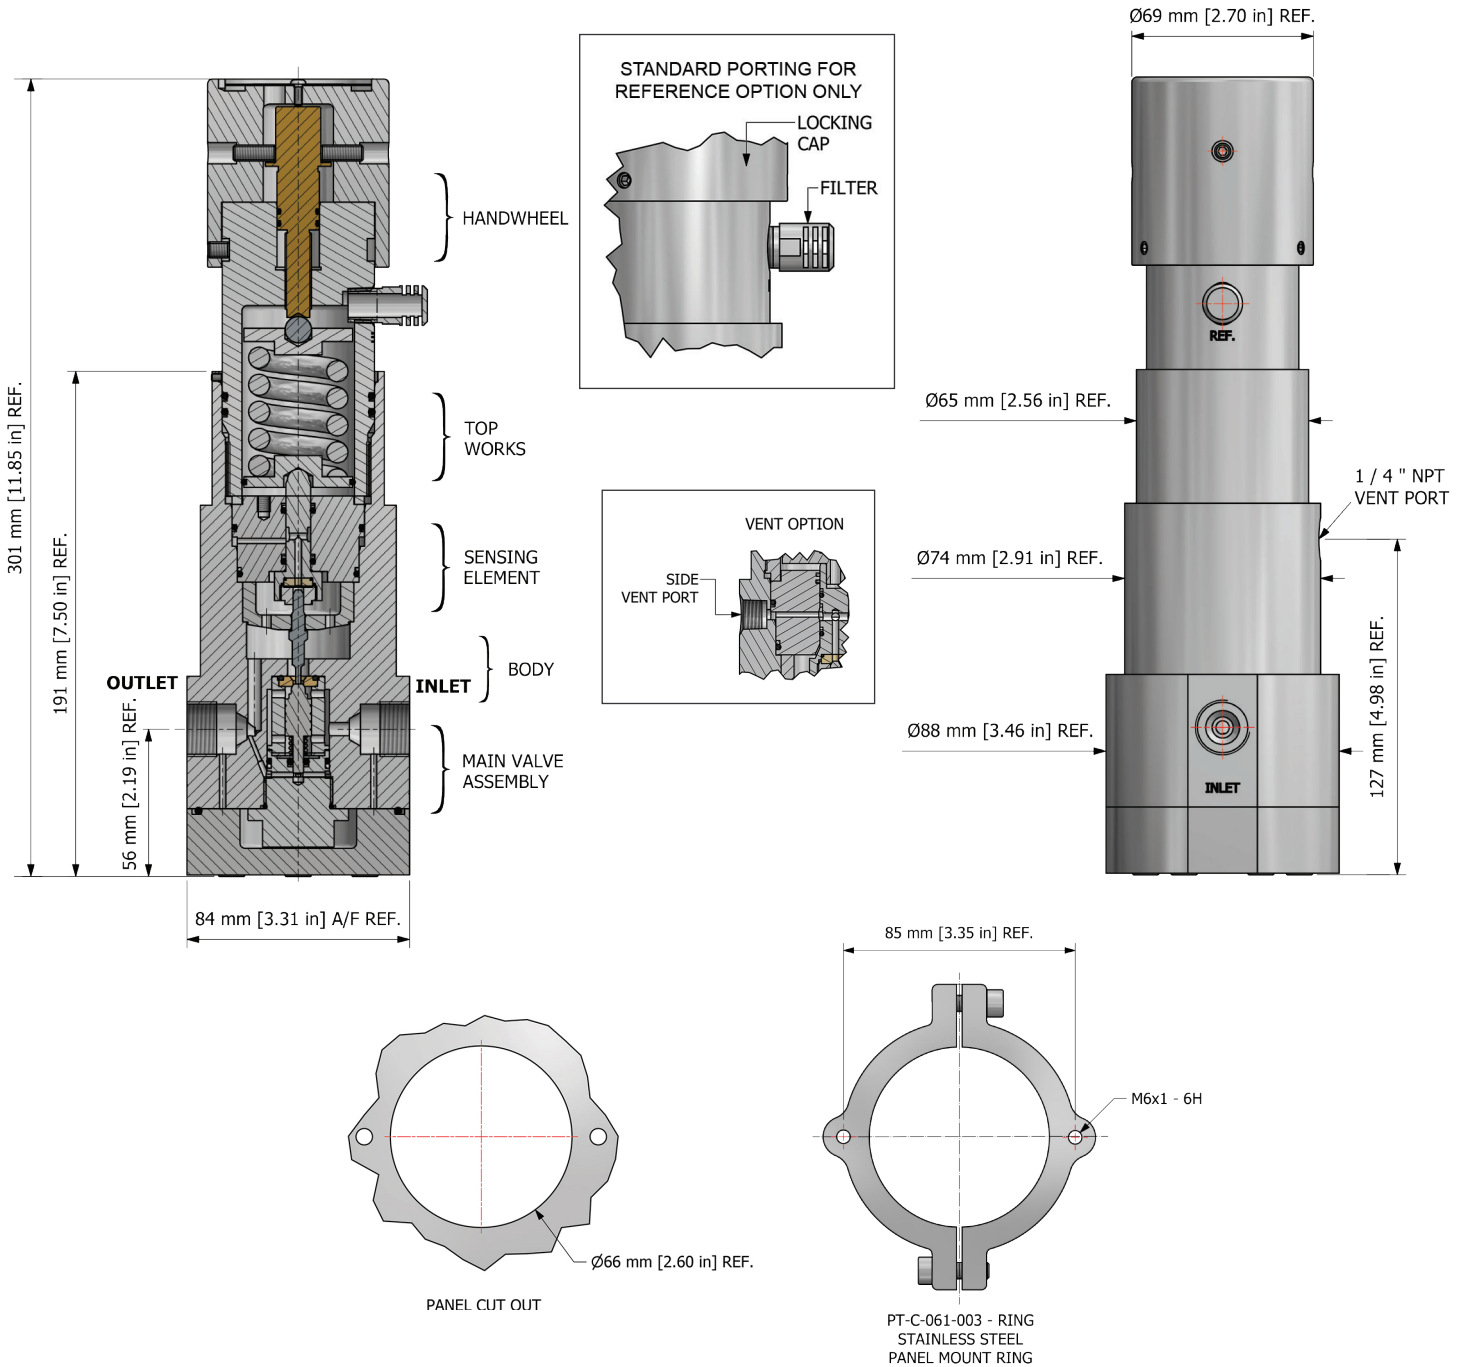 Ø69 mm [2.70 in] REF.
STANDARD PORTING FOR
REFERENCE OPTION ONLY
LOCKING
CAP
FILTER
HANDWHEEL
REF.
301 mm [11.85 in] REF.
191 mm [7.50 in] REF.
TOP
WORKS
Ø65 mm [2.56 in] REF.
1 / 4 " NPT
VENT PORT
VENT OPTION
SIDE
VENT PORT
SENSING
ELEMENT
Ø74 mm [2.91 in] REF.
BODY
OUTLET
INLET
56 mm [2.19 in] REF.
MAIN VALVE
ASSEMBLY
Ø88 mm [3.46 in] REF.
INLET
127 mm [4.98 in] REF.
84 mm [3.31 in] A/F REF.
85 mm [3.35 in] REF.
M6x1 - 6H
Ø66 mm [2.60 in] REF.
PANEL CUT OUT
PT-C-061-003 - RING
STAINLESS STEEL
PANEL MOUNT RING